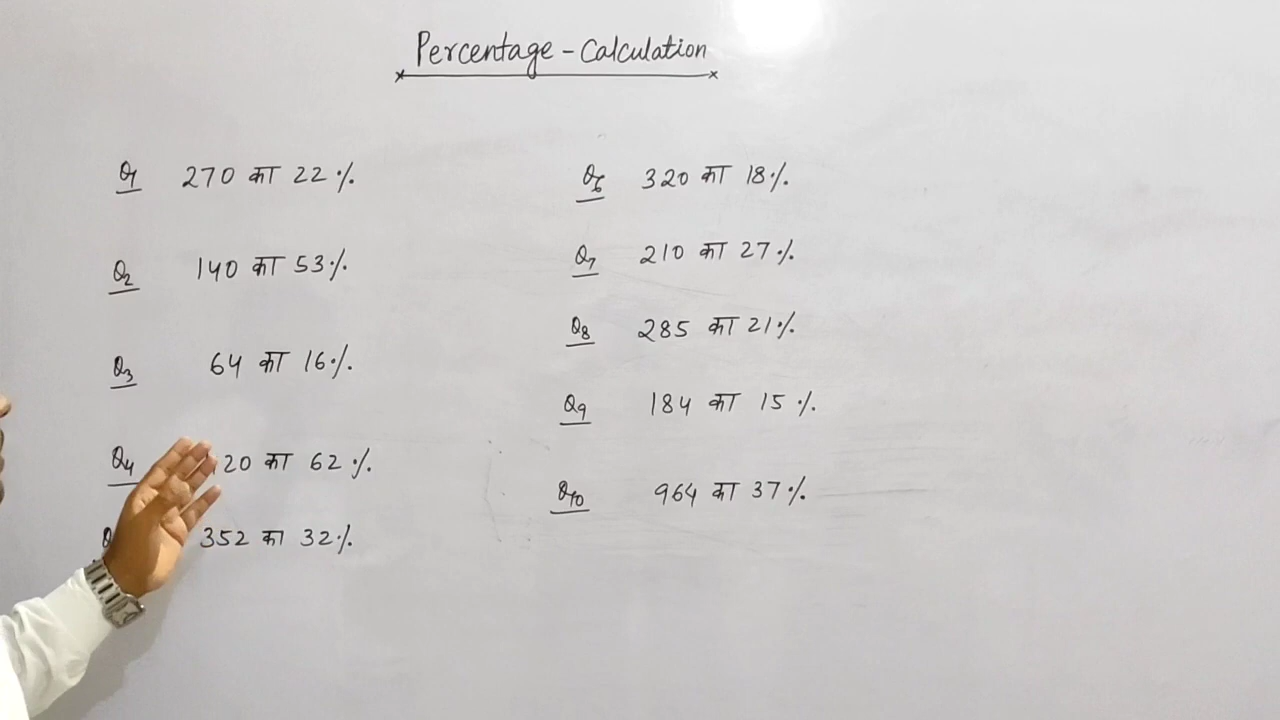 Percentage - Calculation
Q1 270 का 22%
Q2 140 का 53%
Q3 64 का 16%
Q4 20 का 62%
352 का 32%
Q6 320 का 18%
Q7 210 का 27%
Q8 285 का 21%
Q9 184 का 15%
Q10 964 का 37%